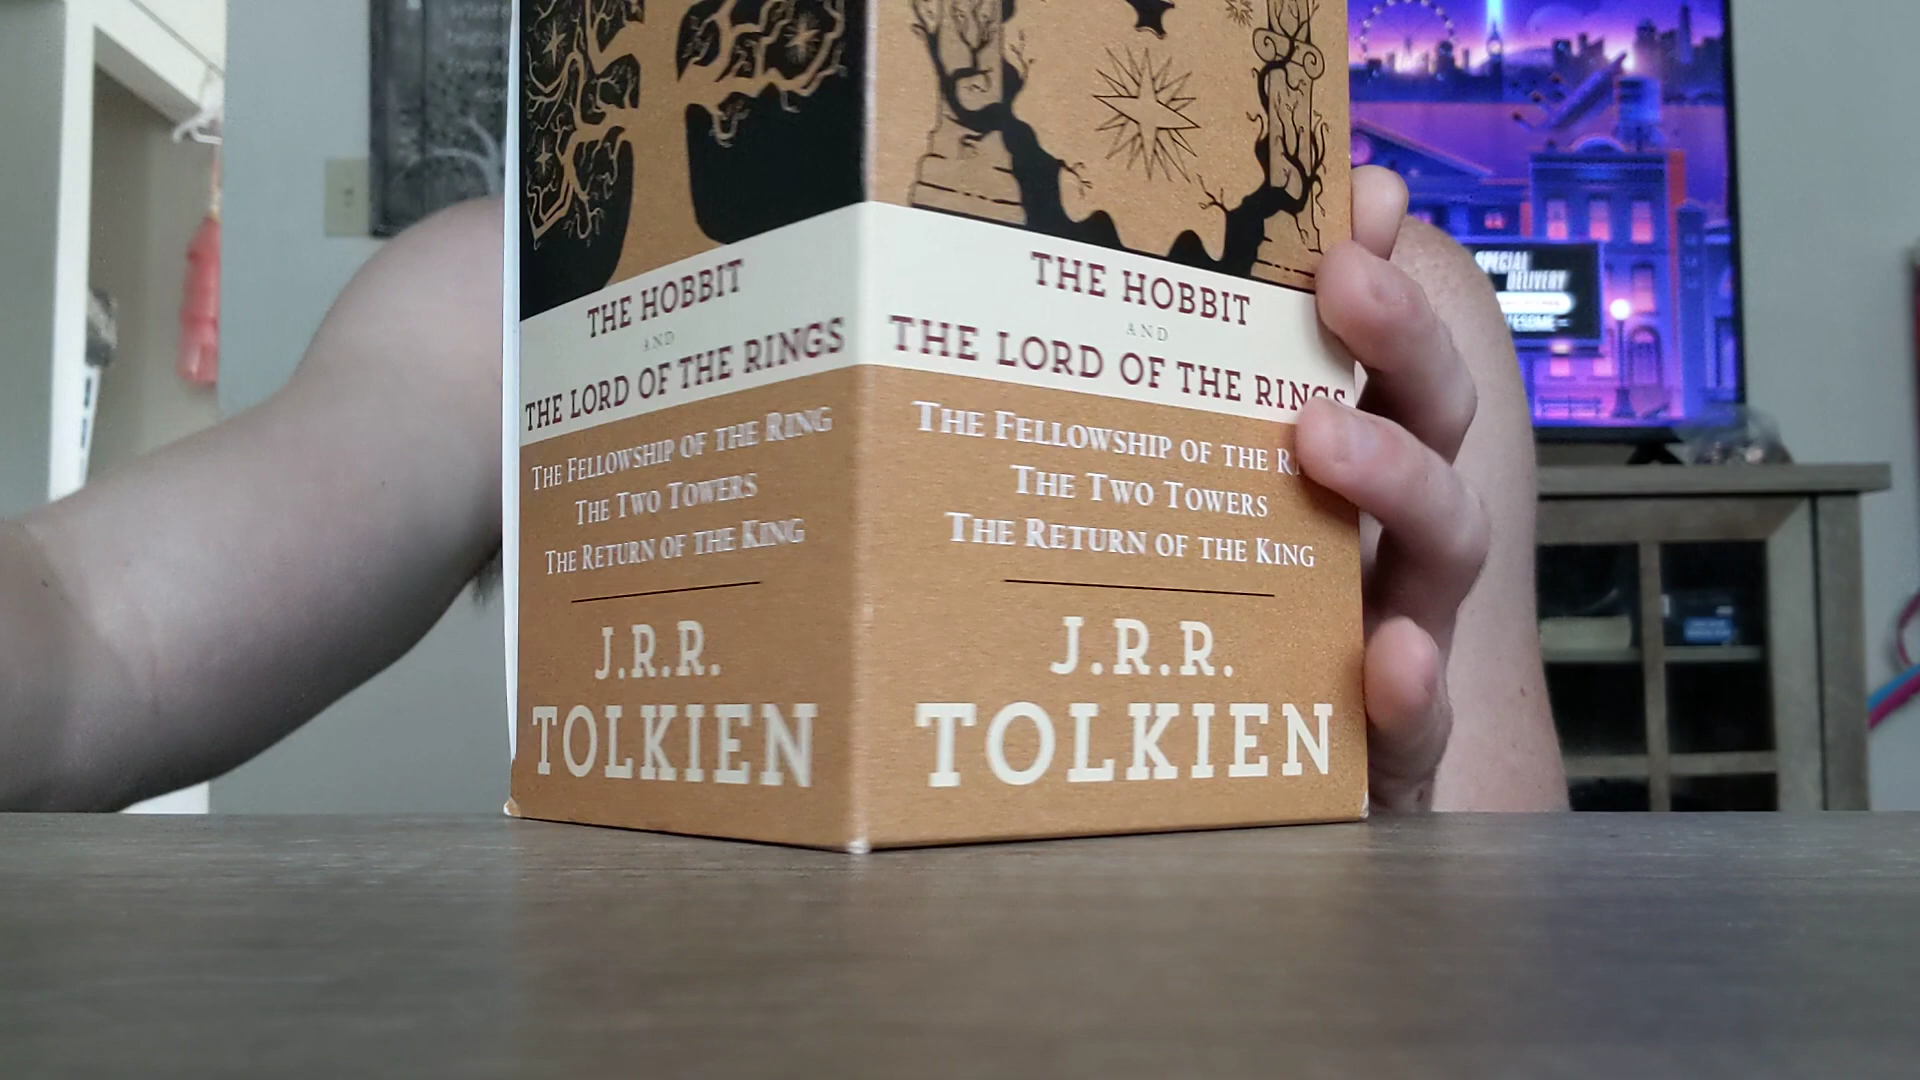 THE HOBBIT
AND
THE LORD OF THE RINGS
THE FELLOWSHIP OF THE RING
THE TWO TOWERS
THE RETURN OF THE KING
J.R.R.
TOLKIEN
THE HOBBIT
AND
THE LORD OF THE RINGS
THE FELLOWSHIP OF THE
THE TWO TOWERS
THE RETURN OF THE KING
J.R.R.
TOLKIEN
SPECIAL
DELIVERY